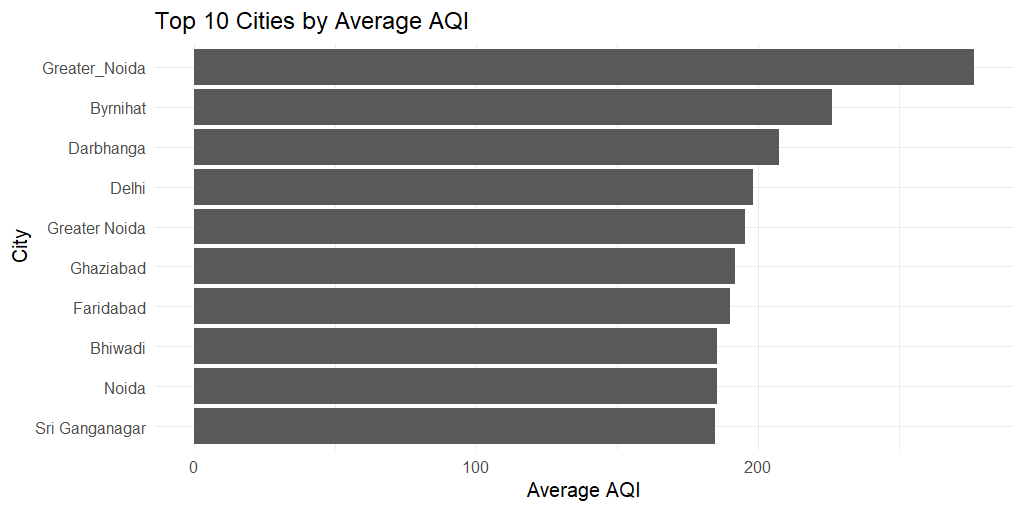 Top 10 Cities by Average AQI
Greater_Noida
Byrnihat
Darbhanga
Delhi
Greater Noida
Ghaziabad
Faridabad
Bhiwadi
Noida
Sri Ganganagar
City
0 100 200
Average AQI